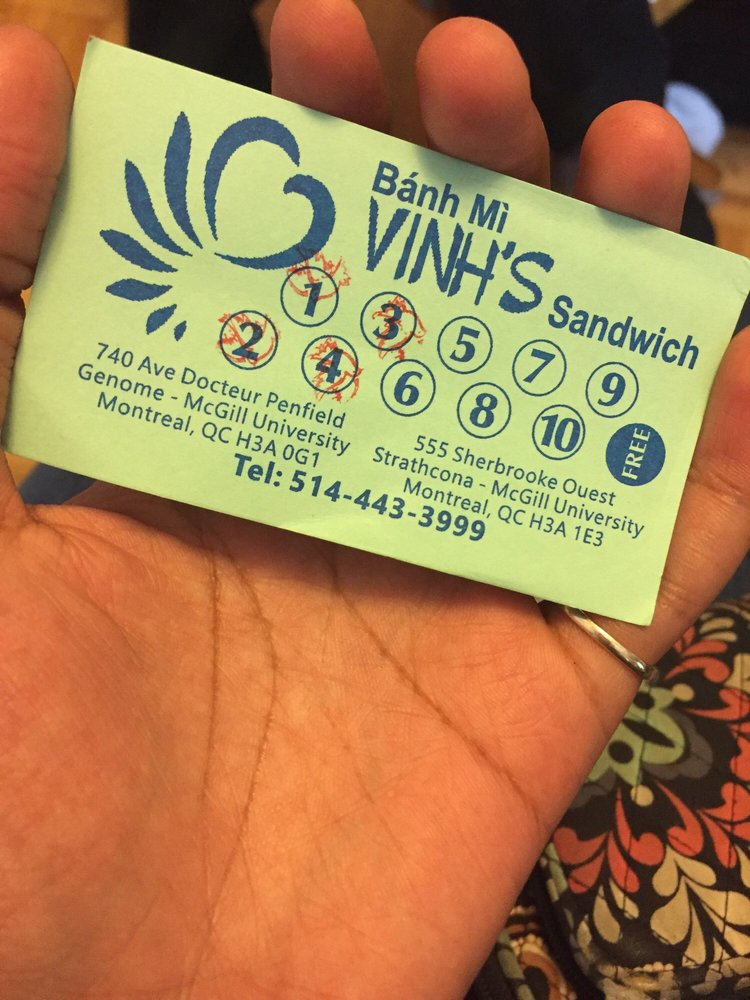 Bánh Mì
VINH'S
Sandwich
1 3 5 7 9
2 4 6 8 10 FREE
740 Ave Docteur Penfield
Genome - McGill University
Montreal, QC H3A 0G1
555 Sherbrooke Ouest
Strathcona - McGill University
Montreal, QC H3A 1E3
Tel: 514-443-3999